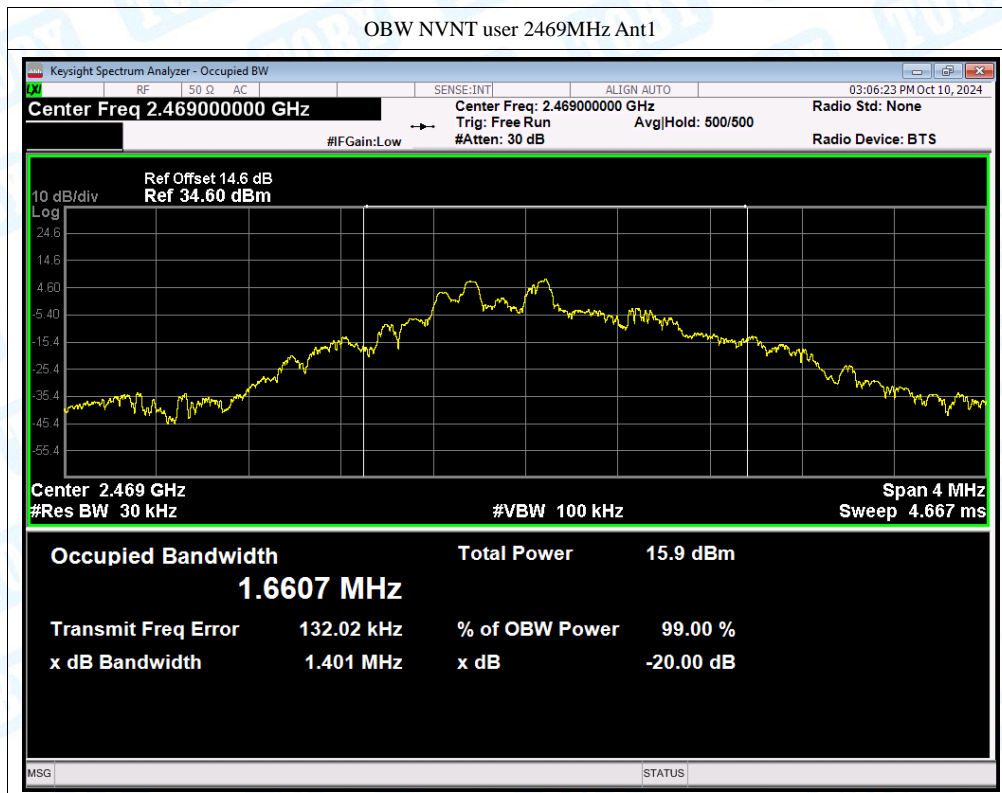 OBW NVNT user 2469MHz Ant1
Keysight Spectrum Analyzer - Occupied BW
LXI RF 50 Ω AC SENSE:INT ALIGN AUTO 03:06:23 PM Oct 10, 2024
Center Freq 2.469000000 GHz Center Freq: 2.469000000 GHz Radio Std: None
Trig: Free Run Avg|Hold: 500/500
#IFGain:Low #Atten: 30 dB Radio Device: BTS
Ref Offset 14.6 dB
10 dB/div Ref 34.60 dBm
Log
24.6
14.6
4.60
-5.40
-15.4
-25.4
-35.4
-45.4
-55.4
Center 2.469 GHz Span 4 MHz
#Res BW 30 kHz #VBW 100 kHz Sweep 4.667 ms
Occupied Bandwidth Total Power 15.9 dBm
1.6607 MHz
Transmit Freq Error 132.02 kHz % of OBW Power 99.00 %
x dB Bandwidth 1.401 MHz x dB -20.00 dB
MSG STATUS